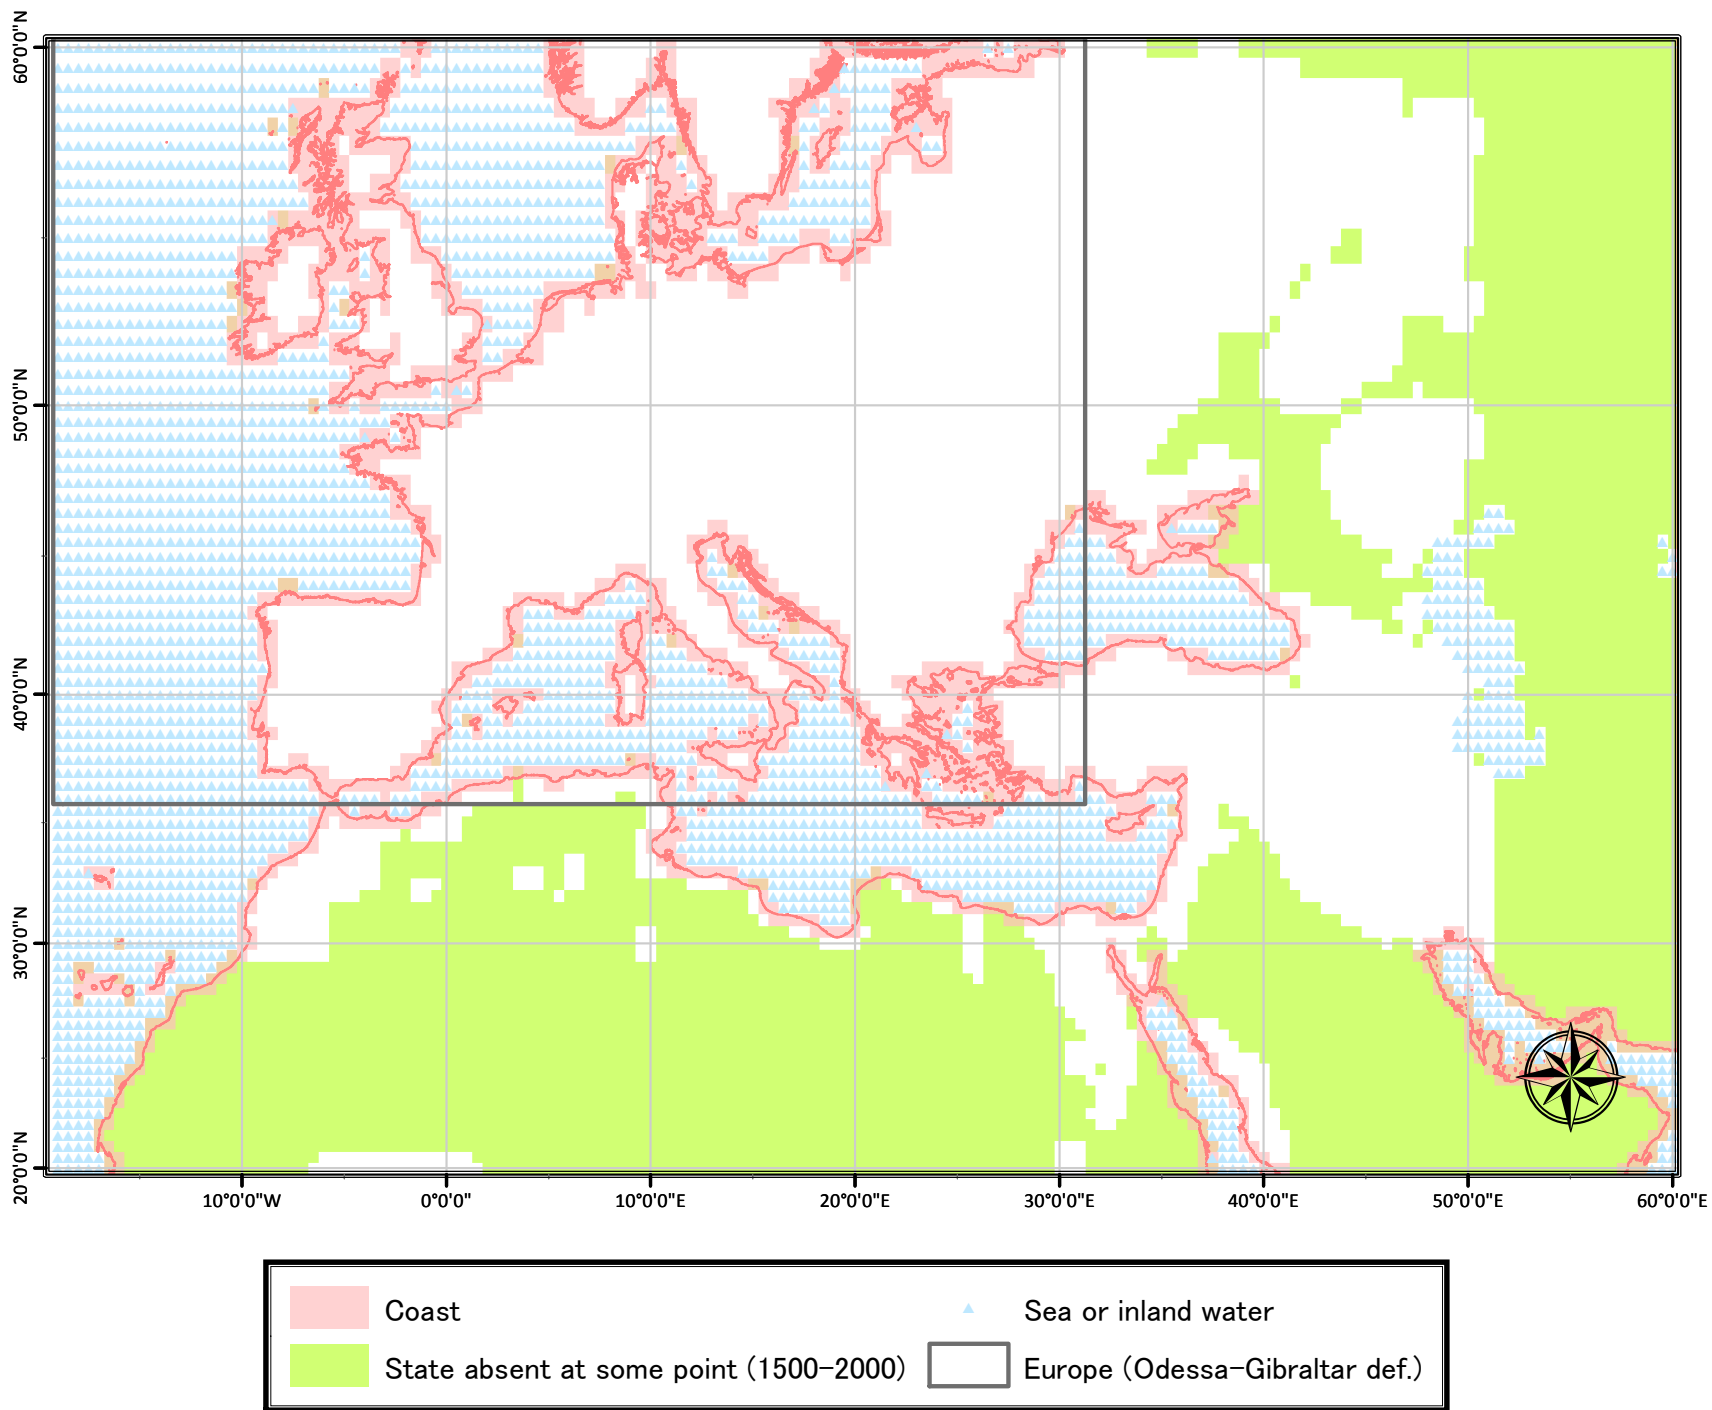 60°0'0"N
50°0'0"N
40°0'0"N
30°0'0"N
20°0'0"N
10°0'0"W
0°0'0"
10°0'0"E
20°0'0"E
30°0'0"E
40°0'0"E
50°0'0"E
60°0'0"E
Coast
Sea or inland water
State absent at some point (1500-2000)
Europe (Odessa-Gibraltar def.)